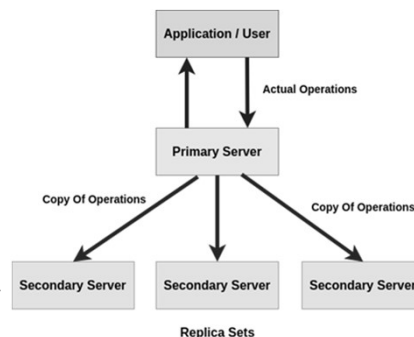 Application / User
Actual Operations
Primary Server
Copy Of Operations
Copy Of Operations
Secondary Server
Secondary Server
Secondary Server
Replica Sets